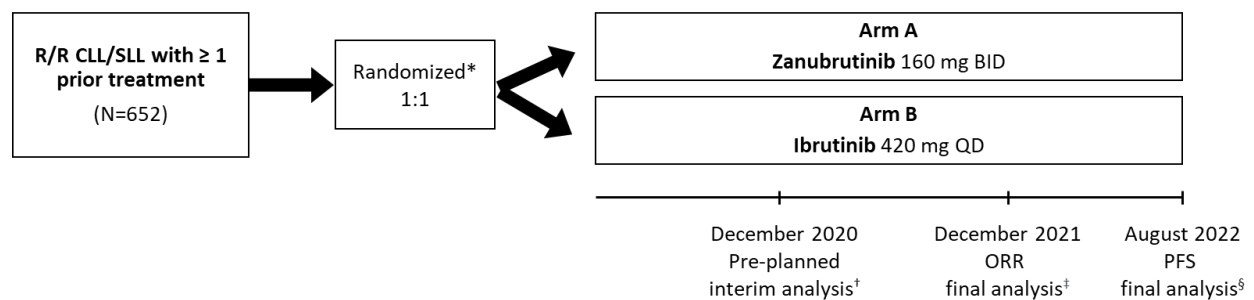 R/R CLL/SLL with ≥ 1
prior treatment
(N=652)
Randomized*
1:1
Arm A
Zanubrutinib 160 mg BID
Arm B
Ibrutinib 420 mg QD
December 2020
Pre-planned
interim analysis†
December 2021
ORR
final analysis‡
August 2022
PFS
final analysis§